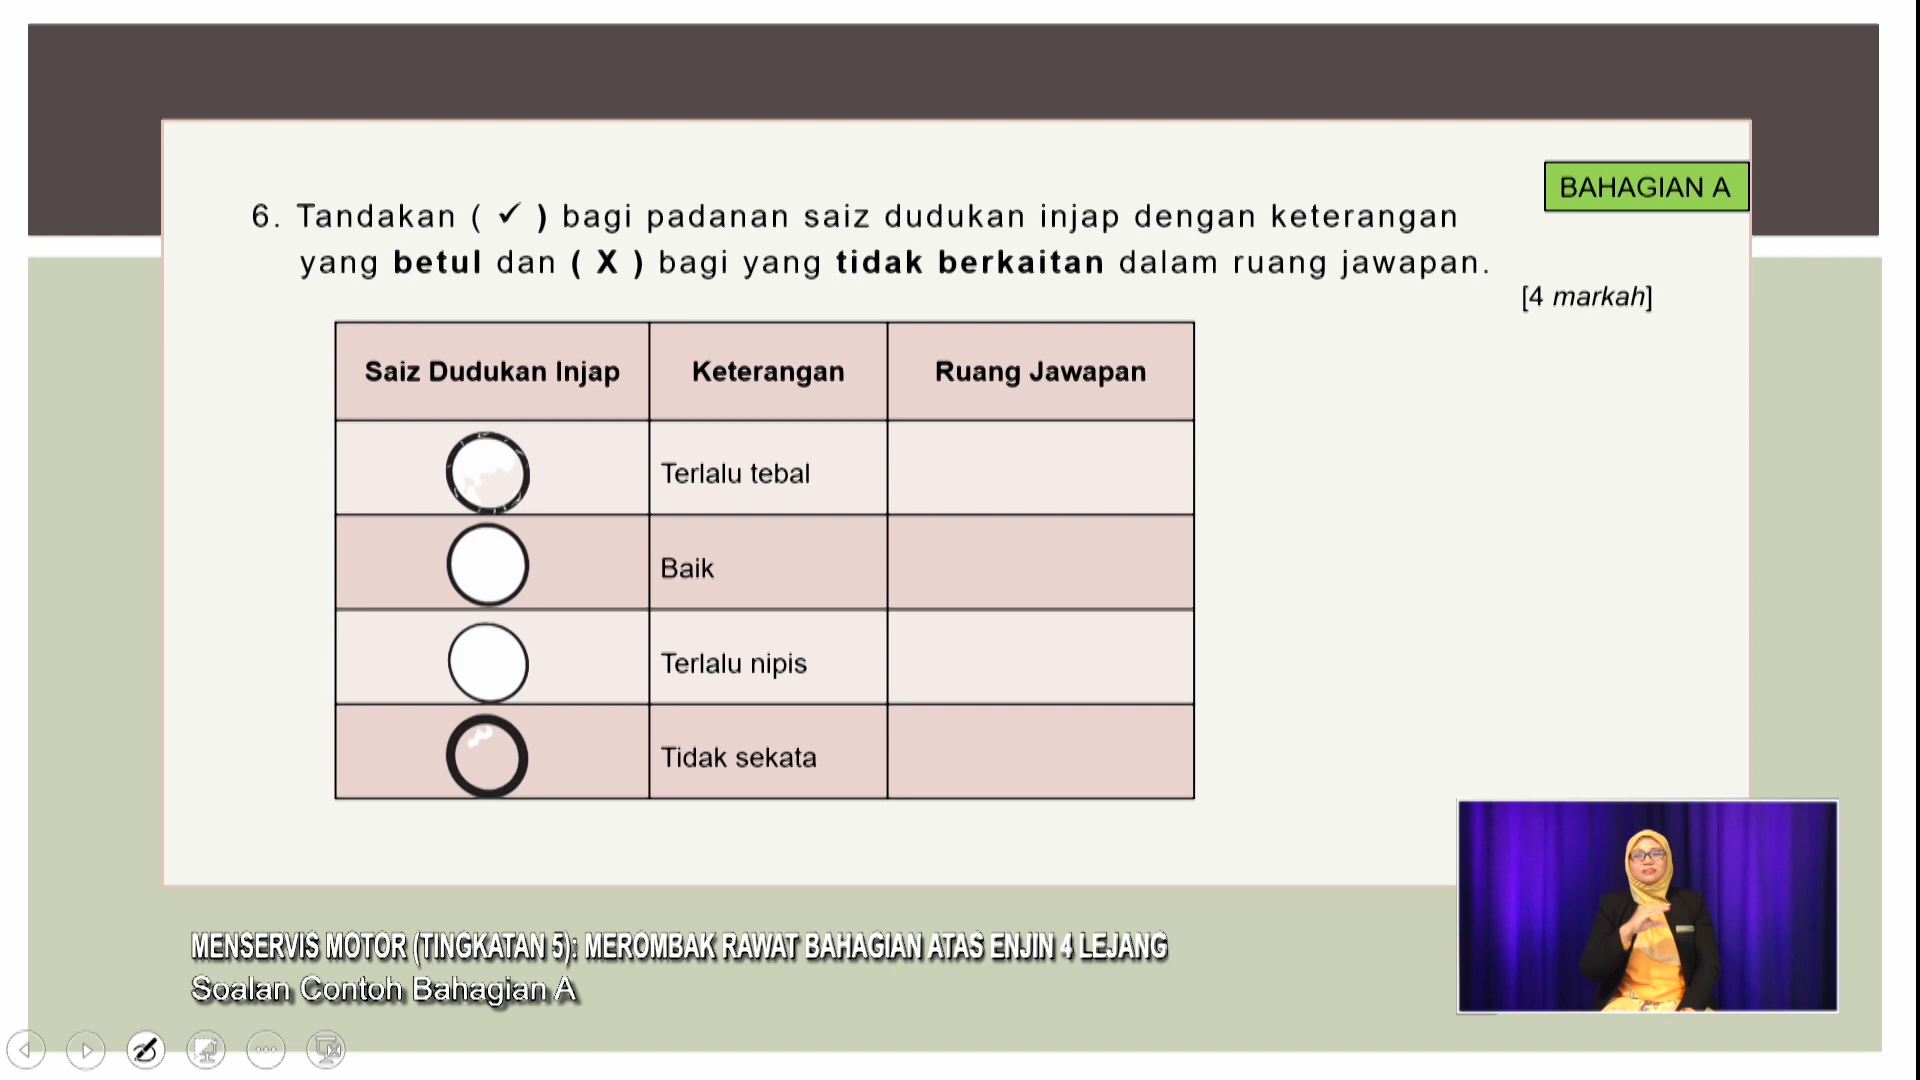 BAHAGIAN A
6. Tandakan ( ✓ ) bagi padanan saiz dudukan injap dengan keterangan
yang betul dan ( X ) bagi yang tidak berkaitan dalam ruang jawapan.
[4 markah]
Saiz Dudukan Injap Keterangan Ruang Jawapan
Terlalu tebal
Baik
Terlalu nipis
Tidak sekata
MENSERVIS MOTOR (TINGKATAN 5): MEROMBAK RAWAT BAHAGIAN ATAS ENJIN 4 LEJANG
Soalan Contoh Bahagian A